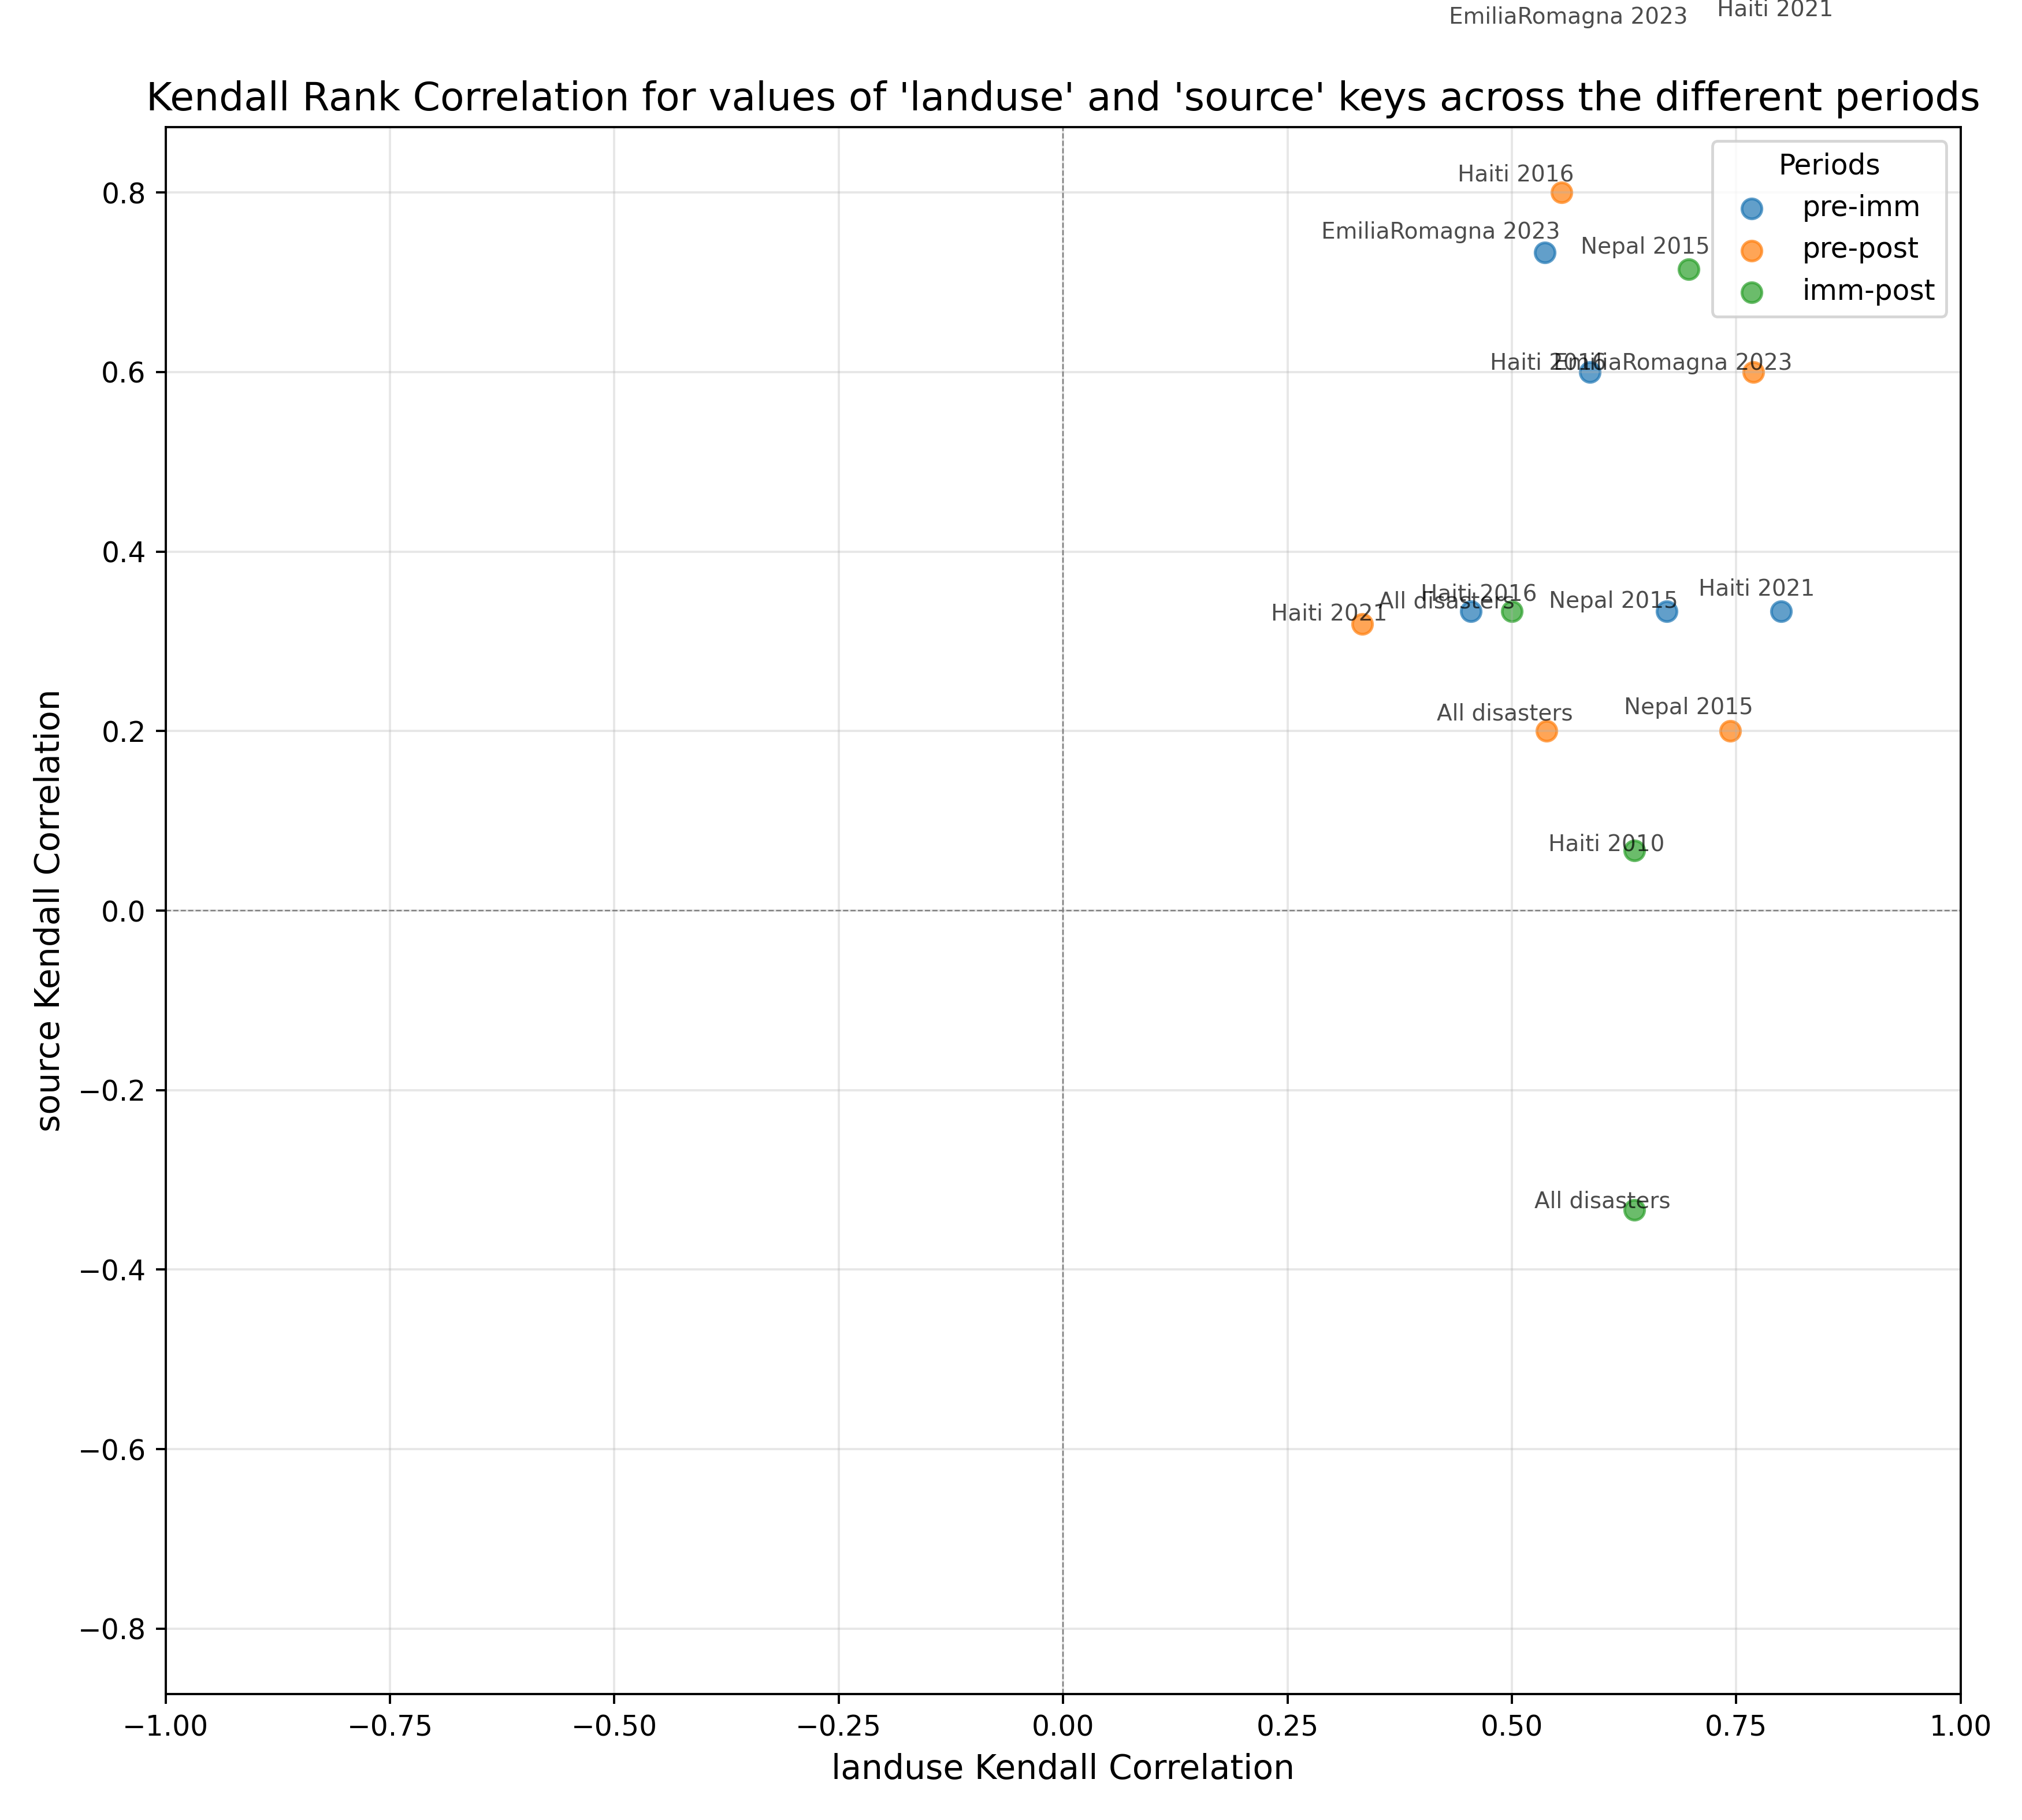 EmiliaRomagna 2023
Haiti 2021
Kendall Rank Correlation for values of 'landuse' and 'source' keys across the different periods
Periods
pre-imm
pre-post
imm-post
Haiti 2016
EmiliaRomagna 2023
Nepal 2015
Haiti 2016
EmiliaRomagna 2023
Haiti 2021
Haiti 2016
All disasters
Nepal 2015
Haiti 2021
All disasters
Nepal 2015
Haiti 2010
All disasters
0.8
0.6
0.4
0.2
0.0
−0.2
−0.4
−0.6
−0.8
source Kendall Correlation
−1.00
−0.75
−0.50
−0.25
0.00
0.25
0.50
0.75
1.00
landuse Kendall Correlation